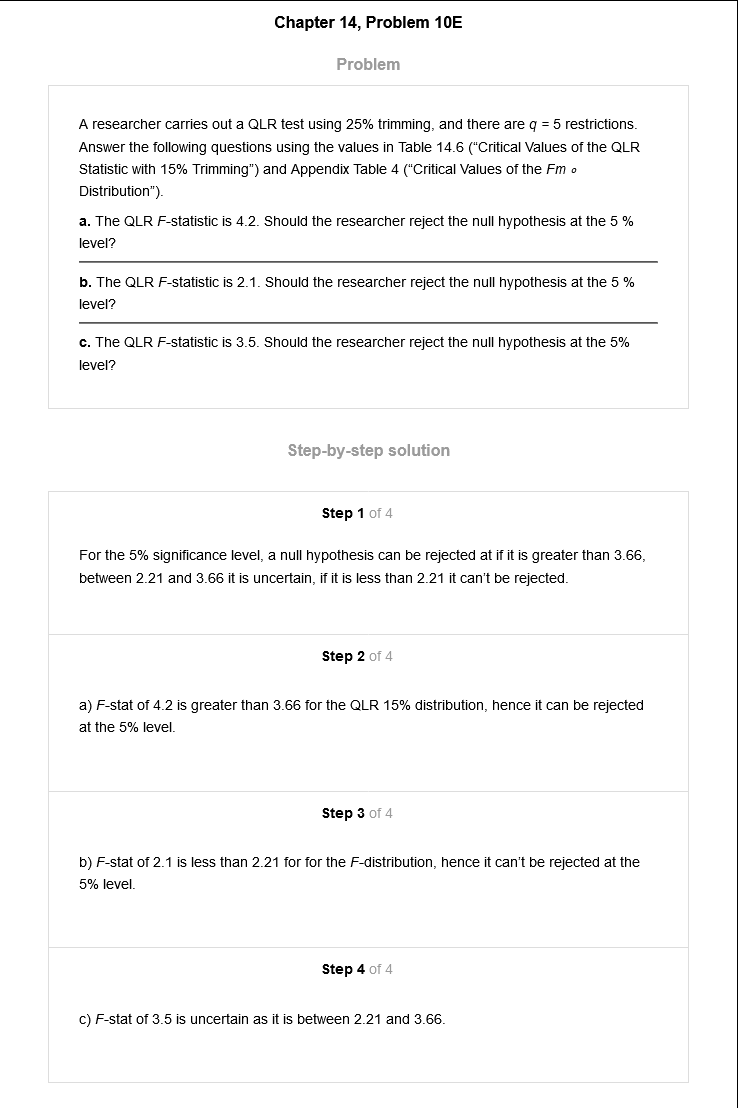 Chapter 14, Problem 10E
Problem
A researcher carries out a QLR test using 25% trimming, and there are q = 5 restrictions.
Answer the following questions using the values in Table 14.6 (“Critical Values of the QLR
Statistic with 15% Trimming”) and Appendix Table 4 (“Critical Values of the Fm o
Distribution”).
a. The QLR F-statistic is 4.2. Should the researcher reject the null hypothesis at the 5 %
level?
b. The QLR F-statistic is 2.1. Should the researcher reject the null hypothesis at the 5 %
level?
c. The QLR F-statistic is 3.5. Should the researcher reject the null hypothesis at the 5%
level?
Step-by-step solution
Step 1 of 4
For the 5% significance level, a null hypothesis can be rejected at if it is greater than 3.66,
between 2.21 and 3.66 it is uncertain, if it is less than 2.21 it can’t be rejected.
Step 2 of 4
a) F-stat of 4.2 is greater than 3.66 for the QLR 15% distribution, hence it can be rejected
at the 5% level.
Step 3 of 4
b) F-stat of 2.1 is less than 2.21 for for the F-distribution, hence it can’t be rejected at the
5% level.
Step 4 of 4
c) F-stat of 3.5 is uncertain as it is between 2.21 and 3.66.